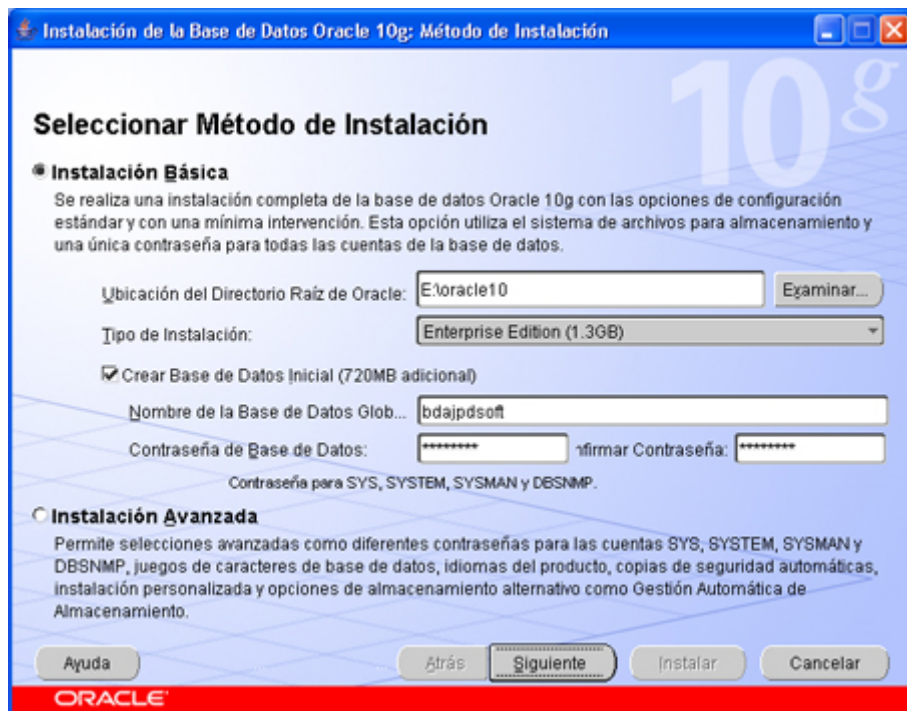 Instalación de la Base de Datos Oracle 10g: Método de Instalación
10g
Seleccionar Método de Instalación
Instalación Básica
Se realiza una instalación completa de la base de datos Oracle 10g con las opciones de configuración
estándar y con una mínima intervención. Esta opción utiliza el sistema de archivos para almacenamiento y
una única contraseña para todas las cuentas de la base de datos.
Ubicación del Directorio Raíz de Oracle: E:\oracle10 Examinar...
Tipo de Instalación: Enterprise Edition (1.3GB)
Crear Base de Datos Inicial (720MB adicional)
Nombre de la Base de Datos Glob... bdajpdsoft
Contraseña de Base de Datos: ******** nfirmar Contraseña: ********
Contraseña para SYS, SYSTEM, SYSMAN y DBSNMP.
Instalación Avanzada
Permite selecciones avanzadas como diferentes contraseñas para las cuentas SYS, SYSTEM, SYSMAN y
DBSNMP, juegos de caracteres de base de datos, idiomas del producto, copias de seguridad automáticas,
instalación personalizada y opciones de almacenamiento alternativo como Gestión Automática de
Almacenamiento.
Ayuda Atrás Siguiente Instalar Cancelar
ORACLE